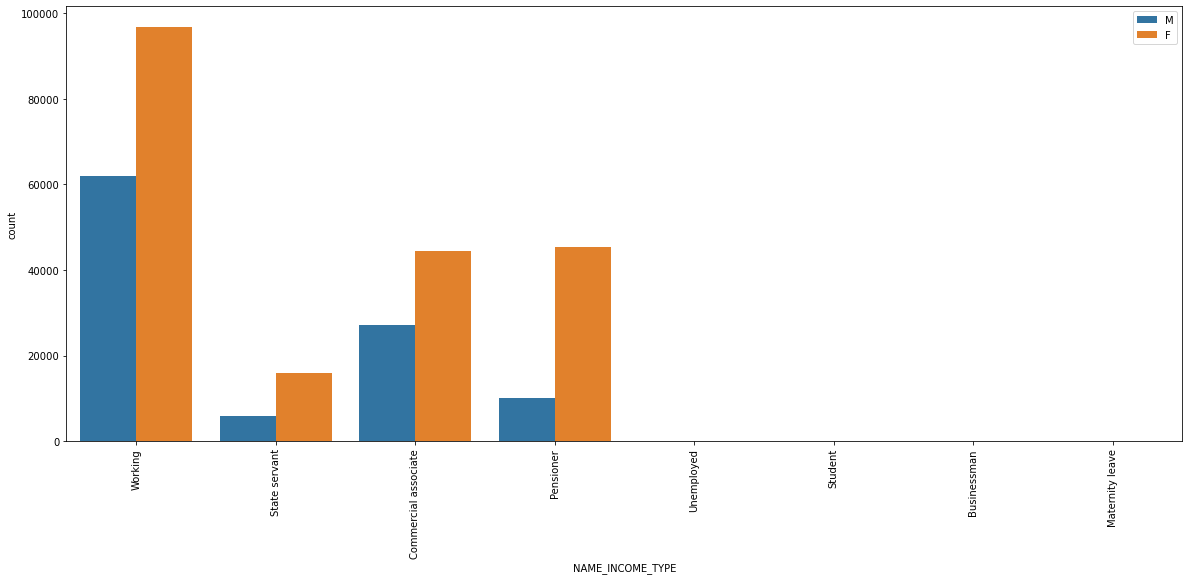 100000
80000
60000
40000
20000
0
count
M
F
Working
State servant
Commercial associate
Pensioner
Unemployed
Student
Businessman
Maternity leave
NAME_INCOME_TYPE